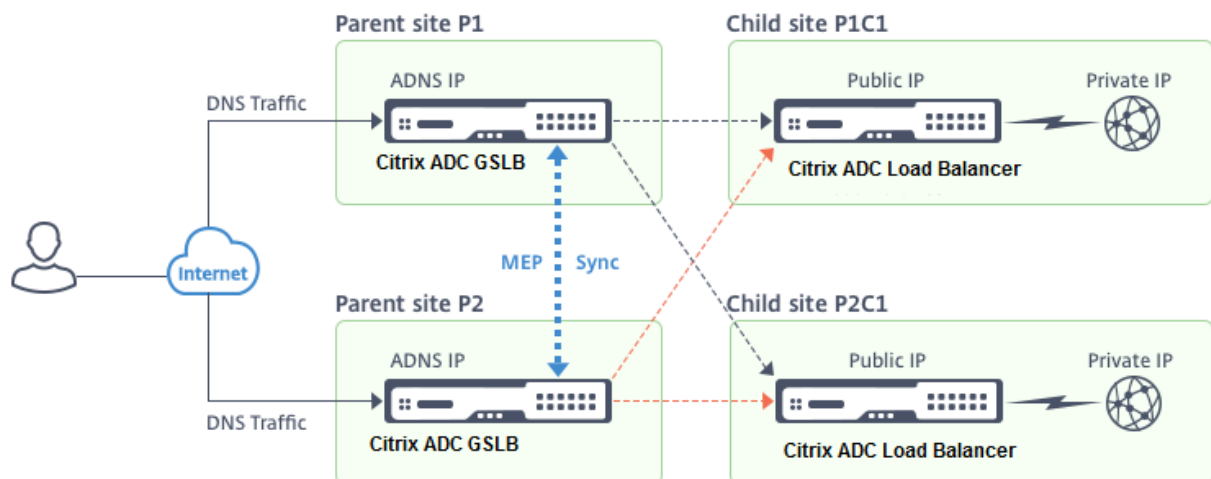 Parent site P1
Child site P1C1
ADNS IP
Public IP
Private IP
DNS Traffic
Citrix ADC GSLB
Citrix ADC Load Balancer
Internet
MEP Sync
Parent site P2
Child site P2C1
ADNS IP
Public IP
Private IP
DNS Traffic
Citrix ADC GSLB
Citrix ADC Load Balancer